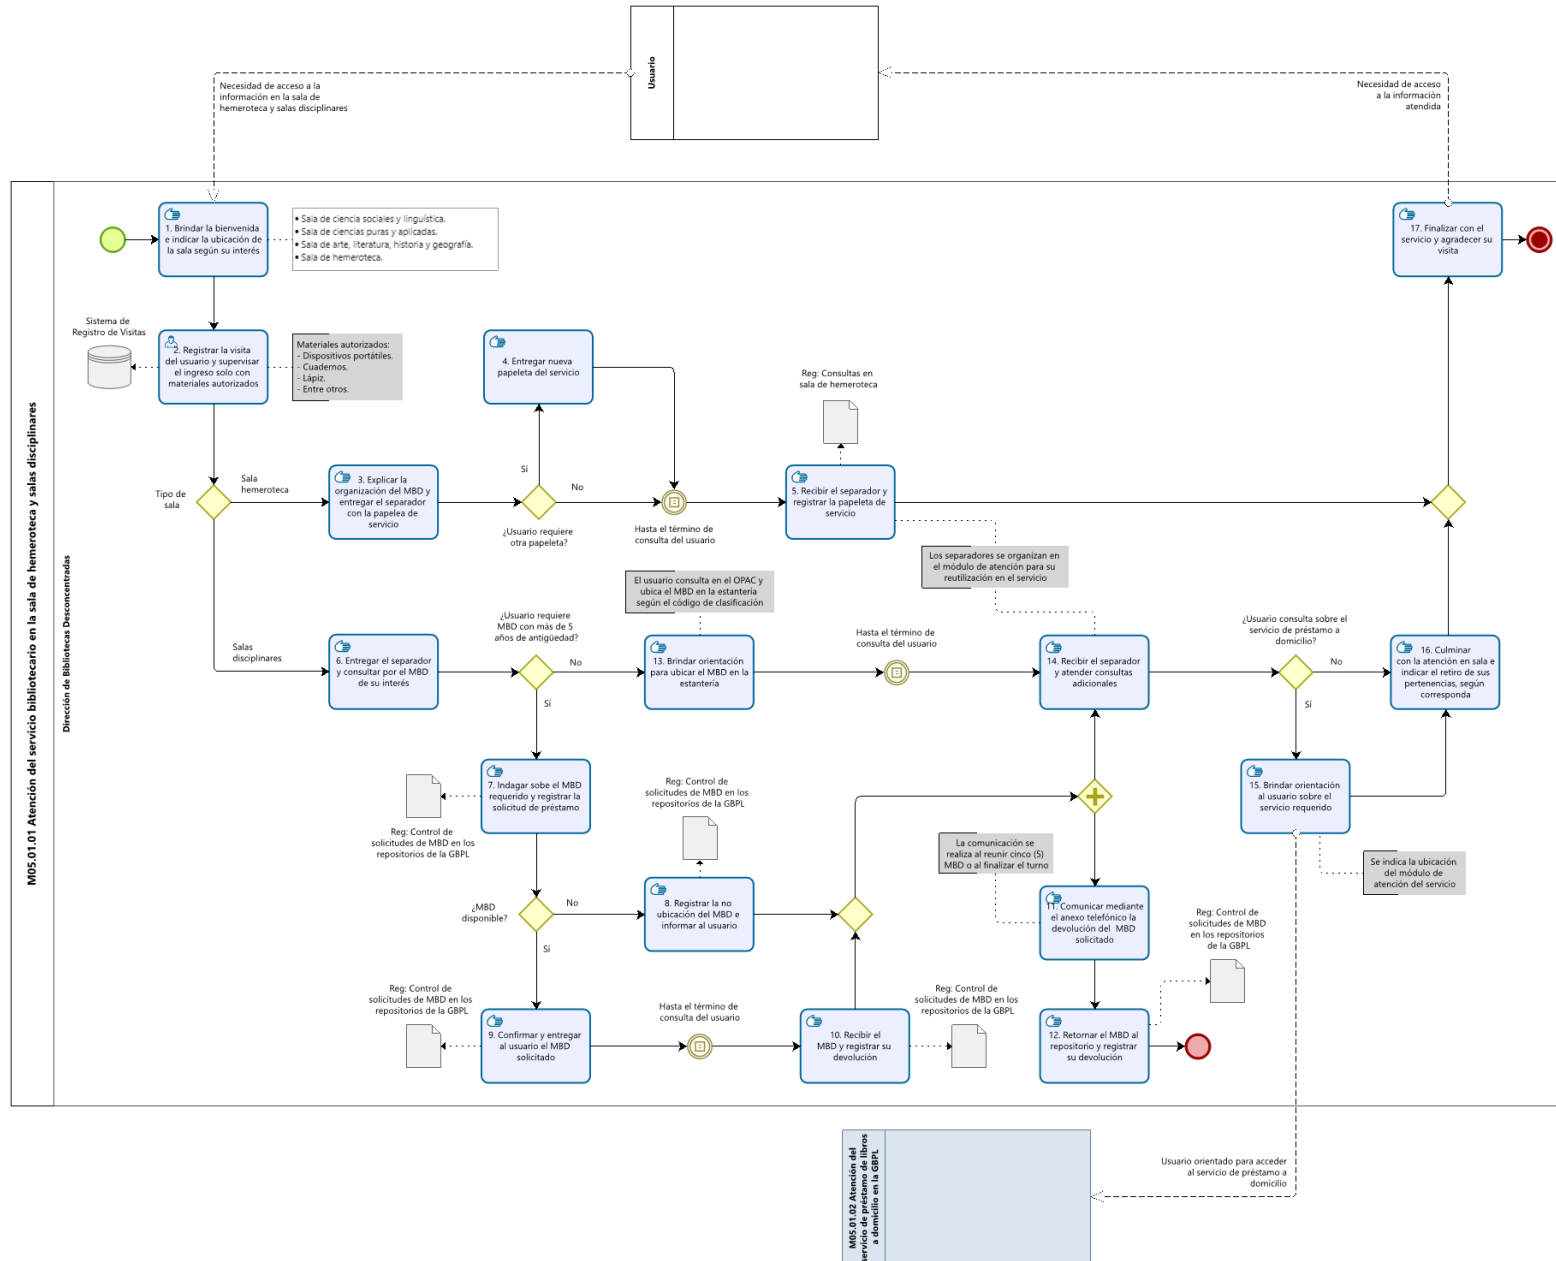 Usuario
Necesidad de acceso a la
información en la sala de
hemeroteca y salas disciplinares
Necesidad de acceso
a la información
atendida
M05.01.01 Atención del servicio bibliotecario en la sala de hemeroteca y salas disciplinares
Dirección de Bibliotecas Desconcentradas
1. Brindar la bienvenida
e indicar la ubicación de
la sala según su interés
• Sala de ciencia sociales y linguística.
• Sala de ciencias puras y aplicadas.
• Sala de arte, literatura, historia y geografía.
• Sala de hemeroteca.
17. Finalizar con el
servicio y agradecer su
visita
Sistema de
Registro de Visitas
2. Registrar la visita
del usuario y supervisar
el ingreso solo con
materiales autorizados
Materiales autorizados:
- Dispositivos portátiles.
- Cuadernos.
- Lápiz.
- Entre otros.
4. Entregar nueva
papeleta del servicio
Reg: Consultas en
sala de hemeroteca
Tipo de
sala
Sala
hemeroteca
3. Explicar la
organización del MBD y
entregar el separador
con la papelea de
servicio
Sí
No
¿Usuario requiere
otra papeleta?
Hasta el término de
consulta del usuario
5. Recibir el separador y
registrar la papeleta de
servicio
Los separadores se organizan en
el módulo de atención para su
reutilización en el servicio
El usuario consulta en el OPAC y
ubica el MBD en la estantería
según el código de clasificación
Salas
disciplinares
6. Entregar el separador
y consultar por el MBD
de su interés
¿Usuario requiere
MBD con más de 5
años de antigüedad?
No
Sí
13. Brindar orientación
para ubicar el MBD en la
estantería
Hasta el término de
consulta del usuario
14. Recibir el separador
y atender consultas
adicionales
¿Usuario consulta sobre el
servicio de préstamo a
domicilio?
No
Sí
16. Culminar
con la atención en sala e
indicar el retiro de sus
pertenencias, según
corresponda
7. Indagar sobe el MBD
requerido y registrar la
solicitud de préstamo
Reg: Control de
solicitudes de MBD en los
repositorios de la GBPL
Reg: Control de
solicitudes de MBD en los
repositorios de la GBPL
15. Brindar orientación
al usuario sobre el
servicio requerido
La comunicación se
realiza al reunir cinco (5)
MBD o al finalizar el turno
Se indica la ubicación
del módulo de
atención del servicio
¿MBD
disponible?
No
Sí
8. Registrar la no
ubicación del MBD e
informar al usuario
11. Comunicar mediante
el anexo telefónico la
devolución del MBD
solicitado
Reg: Control de
solicitudes de MBD
en los repositorios
de la GBPL
Reg: Control de
solicitudes de MBD en los
repositorios de la GBPL
9. Confirmar y entregar
al usuario el MBD
solicitado
Hasta el término de
consulta del usuario
10. Recibir el
MBD y registrar su
devolución
Reg: Control de
solicitudes de MBD en los
repositorios de la GBPL
12. Retornar el MBD al
repositorio y registrar
su devolución
M05.01.02 Atención del
servicio de préstamo de libros
a domicilio en la GBPL
Usuario orientado para acceder
al servicio de préstamo a
domicilio